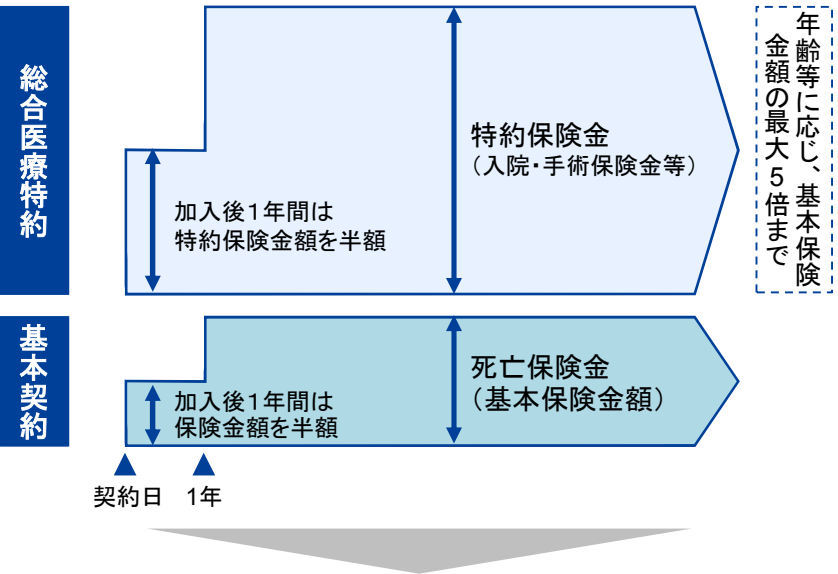 総合医療特約
特約保険金
（入院・手術保険金等）
加入後１年間は
特約保険金額を半額
年齢等に応じ、基本保険
金額の最大５倍まで
基本契約
死亡保険金
（基本保険金額）
加入後１年間は
保険金額を半額
契約日
1年